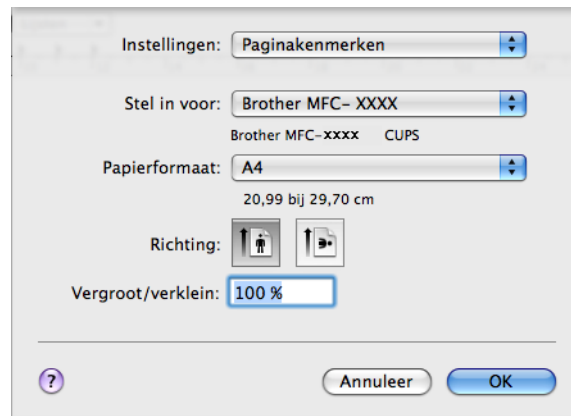 Instellingen: Paginakenmerken
Stel in voor: Brother MFC- XXXX
Brother MFC-xxxx CUPS
Papierformaat: A4
20,99 bij 29,70 cm
Richting:
Vergroot/verklein: 100 %
? Annuleer OK